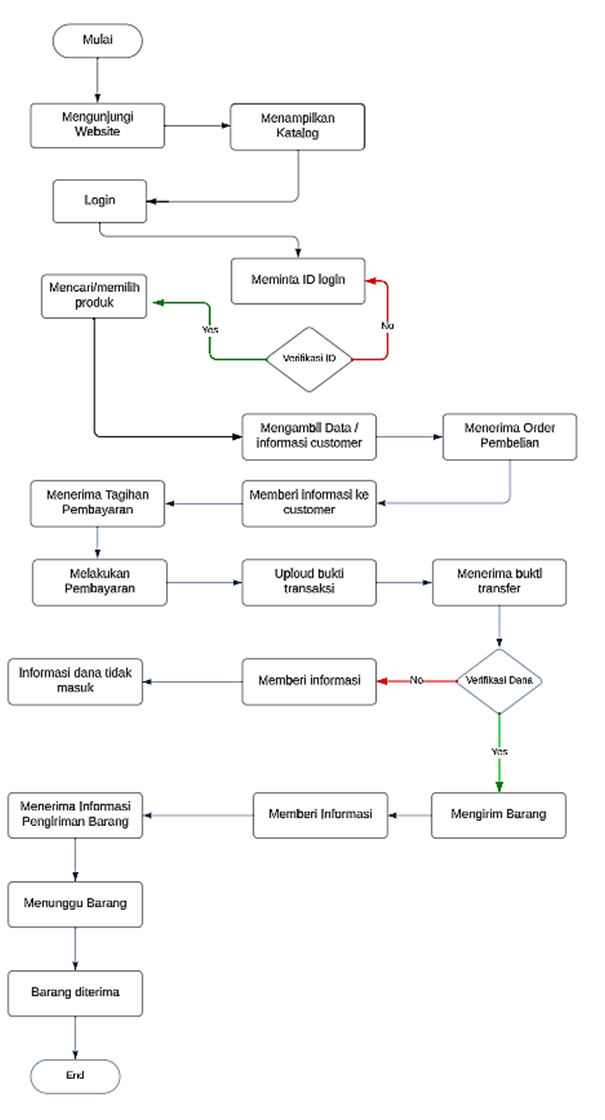 Mulai
Mengunjungi
Website
Menampilkan
Katalog
Login
Meminta ID login
Mencari/memilih
produk
Yes
No
Verifikasi ID
Mengambil Data /
informasi customer
Menerima Order
Pembelian
Menerima Tagihan
Pembayaran
Memberi informasi ke
customer
Melakukan
Pembayaran
Uploud bukti
transaksi
Menerima bukti
transfer
Informasi dana tidak
masuk
Memberi informasi
No
Verifikasi Dana
Yes
Menerima Informasi
Pengiriman Barang
Memberi Informasi
Mengirim Barang
Menunggu Barang
Barang diterima
End